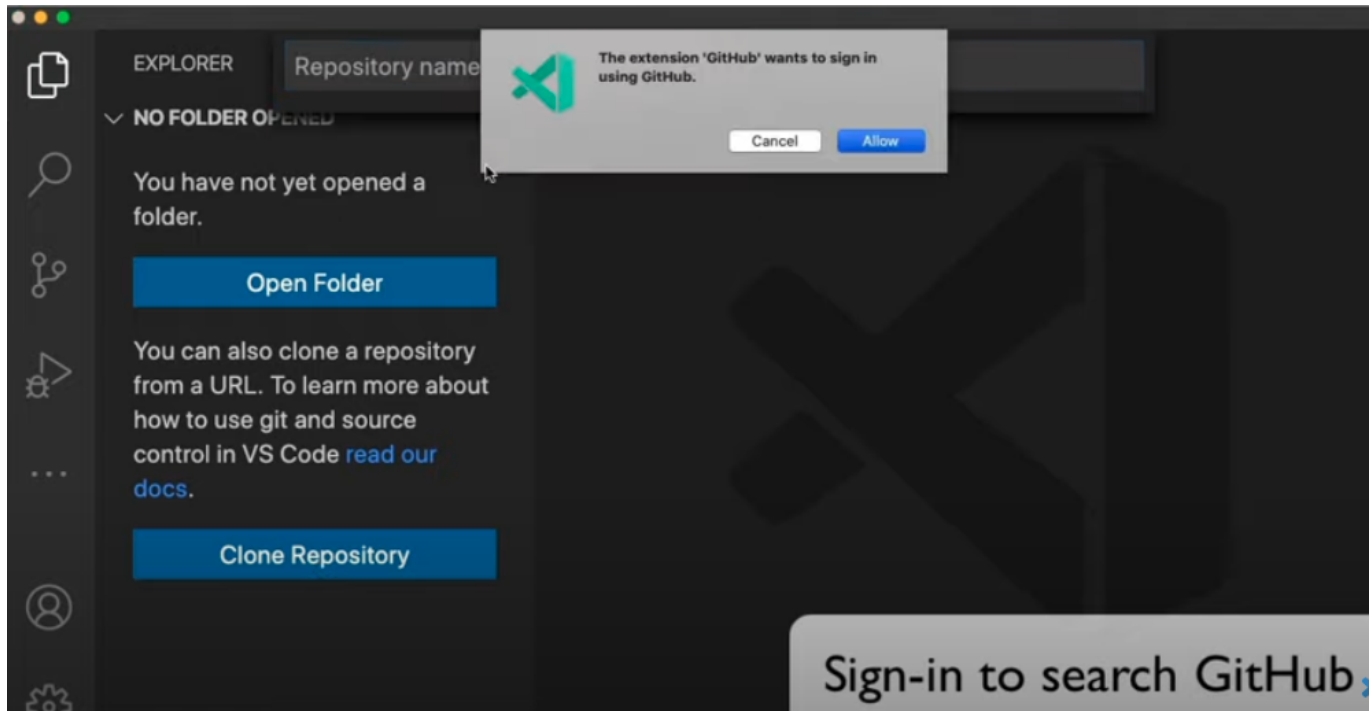 EXPLORER
Repository name
The extension 'GitHub' wants to sign in
using GitHub.
Cancel
Allow
NO FOLDER OPENED
You have not yet opened a
folder.
Open Folder
You can also clone a repository
from a URL. To learn more about
how to use git and source
control in VS Code read our
docs.
Clone Repository
Sign-in to search GitHub